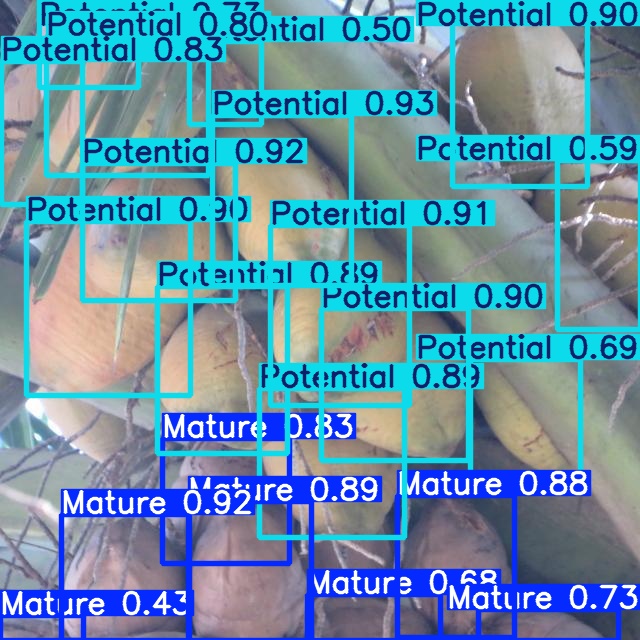 Potential 0.77
Potential 0.80
Potential 0.50
Potential 0.90
Potential 0.83
Potential 0.93
Potential 0.92
Potential 0.59
Potential 0.90
Potential 0.91
Potential 0.89
Potential 0.90
Potential 0.69
Potential 0.89
Mature 0.83
Mature 0.92
Mature 0.89
Mature 0.88
Mature 0.43
Mature 0.68
Mature 0.73